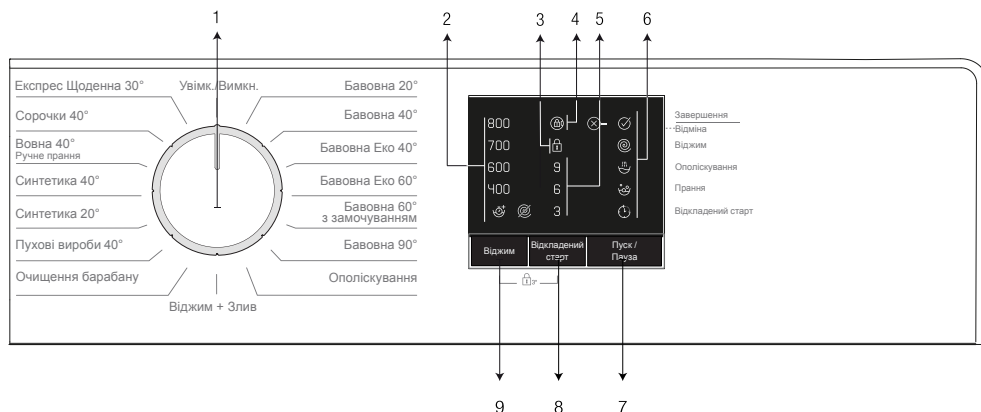 1
2
3
4
5
6
Експрес Щоденна 30°
Сорочки 40°
Вовна 40°
Ручне прання
Синтетика 40°
Синтетика 20°
Пухові вироби 40°
Очищення барабану
Увімк./Вимкн.
Віджим + Злив
Бавовна 20°
Бавовна 40°
Бавовна Еко 40°
Бавовна Еко 60°
Бавовна 60°
з замочуванням
Бавовна 90°
Ополіскування
800
700
600
400
9
6
3
Завершення
Відміна
Віджим
Ополіскування
Прання
Відкладений старт
Віджим
Відкладений
старт
Пуск /
Пауза
3"
9
8
7